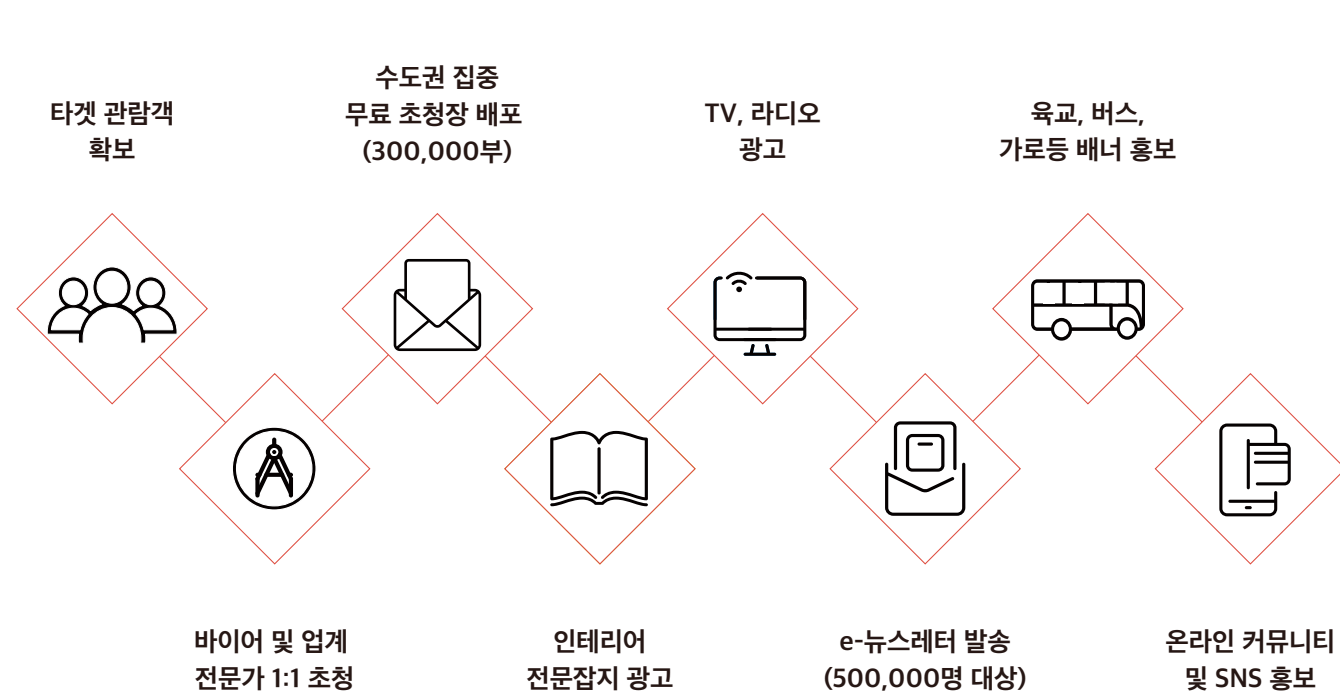 타겟 관람객
확보
수도권 집중
무료 초청장 배포
(300,000부)
TV, 라디오
광고
육교, 버스,
가로등 배너 홍보
바이어 및 업계
전문가 1:1 초청
인테리어
전문잡지 광고
e-뉴스레터 발송
(500,000명 대상)
온라인 커뮤니티
및 SNS 홍보